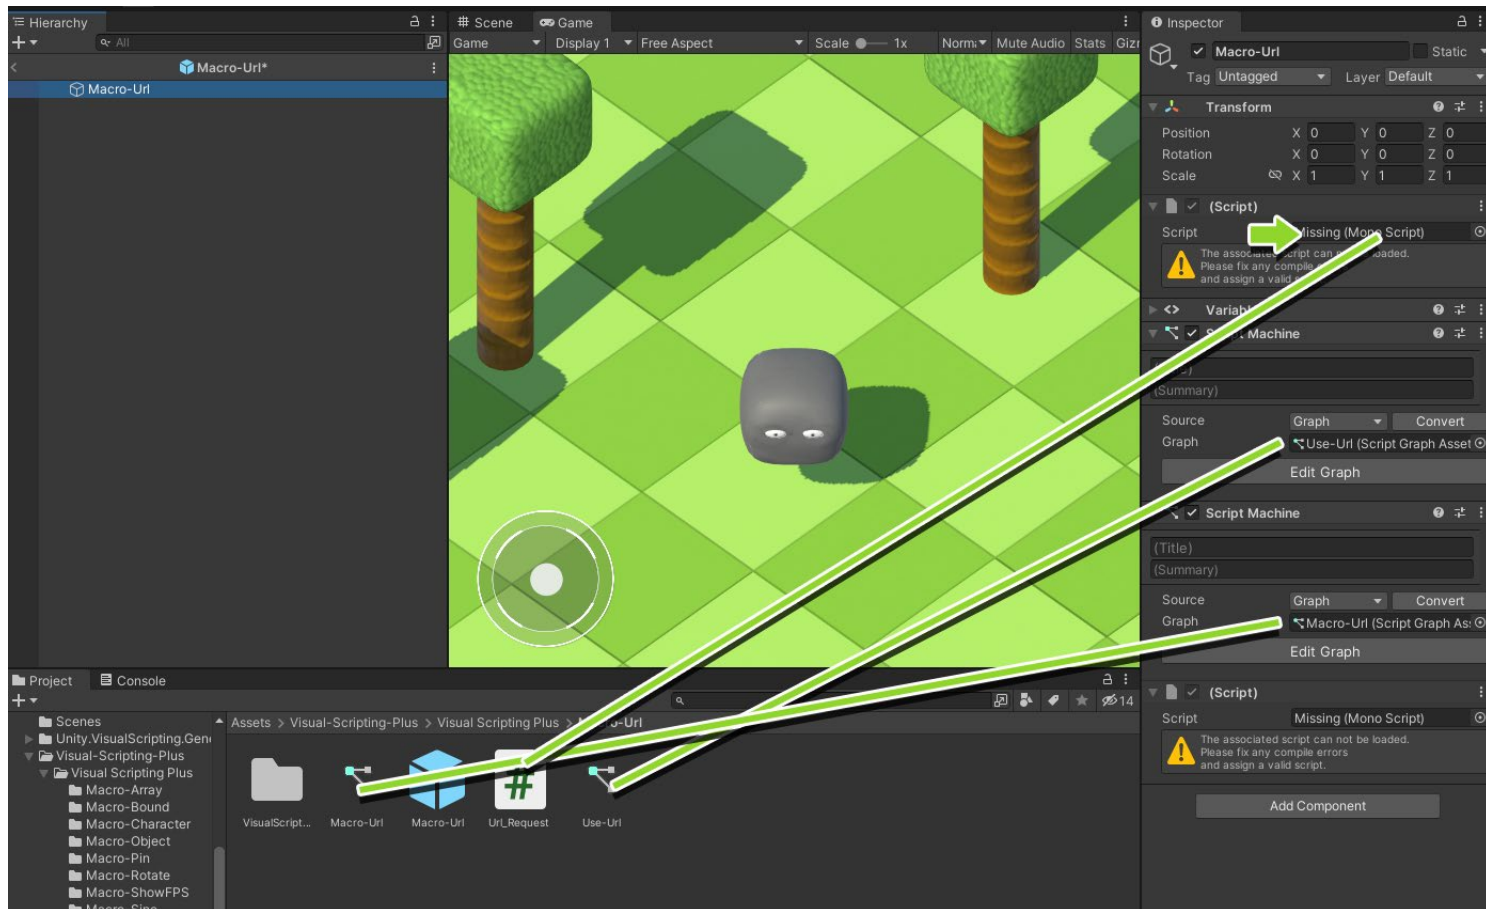 Hierarchy
All
Macro-Url*
Macro-Url
Scene
Game
Game
Display 1
Free Aspect
Scale
1x
Mute Audio
Stats
Inspector
Macro-Url
Static
Tag
Untagged
Layer
Default
Transform
Position
X 0
Y 0
Z 0
Rotation
X 0
Y 0
Z 0
Scale
X 1
Y 1
Z 1
(Script)
Script
Missing (Mono Script)
The associated script can
loaded.
Please fix any compile
and assign a valid
Machine
(Summary)
Source
Graph
Convert
Graph
Use-Url (Script Graph Asset
Edit Graph
Script Machine
(Title)
(Summary)
Source
Graph
Convert
Graph
Macro-Url (Script Graph As:
Edit Graph
(Script)
Script
Missing (Mono Script)
The associated script can not be loaded.
Please fix any compile errors
and assign a valid script.
Add Component
Project
Console
14
Scenes
Unity.VisualScripting.Gene
Visual-Scripting-Plus
Visual Scripting Plus
Macro-Array
Macro-Bound
Macro-Character
Macro-Object
Macro-Pin
Macro-Rotate
Macro-ShowFPS
Assets > Visual-Scripting-Plus > Visual Scripting Plus >
VisualScript...
Macro-Url
Macro-Url
Url_Request
Use-Url